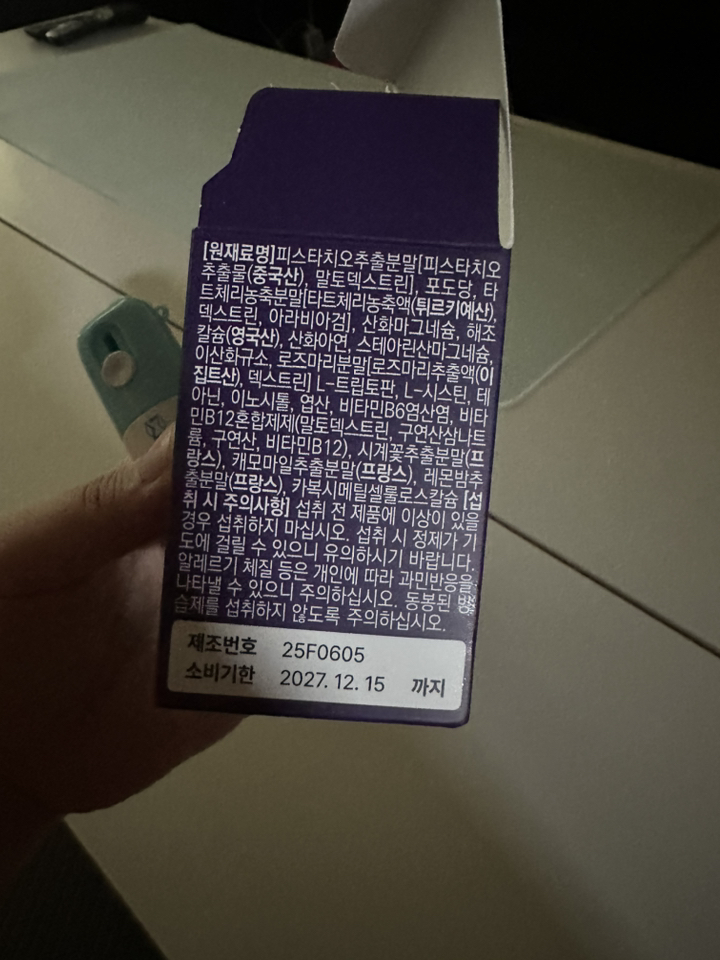 [원재료명]피스타치오추출분말[피스타치오
추출물(중국산), 말토덱스트린], 포도당, 타
트체리농축분말[타트체리농축액(튀르키예산),
덱스트린, 아라비아검], 산화마그네슘, 해조
칼슘(영국산), 산화아연, 스테아린산마그네슘,
이산화규소, 로즈마리분말[로즈마리추출액(이
집트산), 덱스트린] L-트립토판, L-시스틴, 테
아닌, 이노시톨, 엽산, 비타민B6염산염, 비타
민B12혼합제제(말토덱스트린, 구연산삼나트
륨, 구연산, 비타민B12), 시계꽃추출분말(프
랑스), 캐모마일추출분말(프랑스), 레몬밤추
출분말(프랑스), 카복시메틸셀룰로스칼슘 [섭
취 시 주의사항] 섭취 전 제품에 이상이 있을
경우 섭취하지 마십시오. 섭취 시 정제가 기
도에 걸릴 수 있으니 유의하시기 바랍니다.
알레르기 체질 등은 개인에 따라 과민반응을
나타낼 수 있으니 주의하십시오. 동봉된 방
습제를 섭취하지 않도록 주의하십시오.
제조번호 25F0605
소비기한 2027. 12. 15 까지